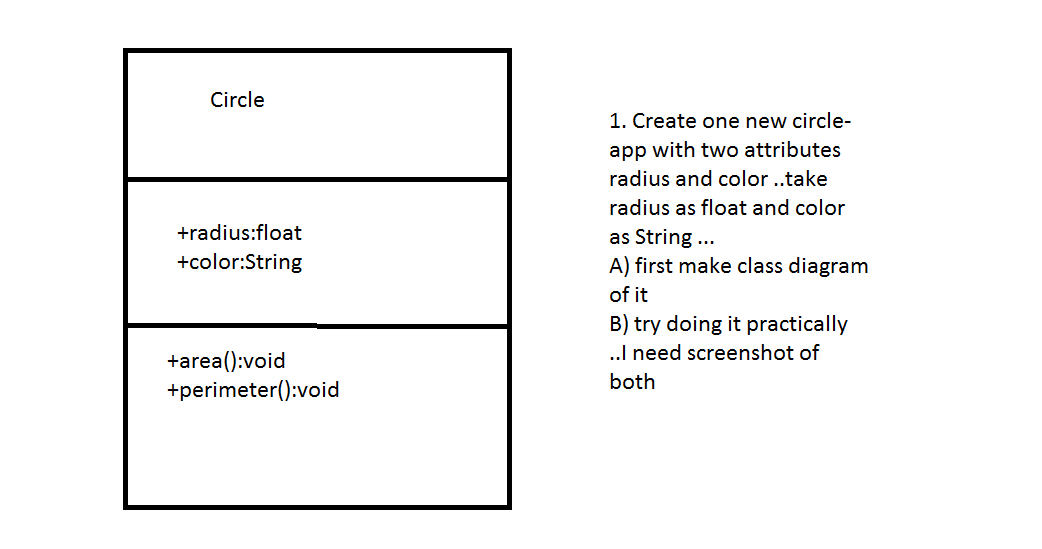 Circle
+radius:float
+color:String
+area():void
+perimeter():void
1. Create one new circle-
app with two attributes
radius and color ..take
radius as float and color
as String ...
A) first make class diagram
of it
B) try doing it practically
..I need screenshot of
both